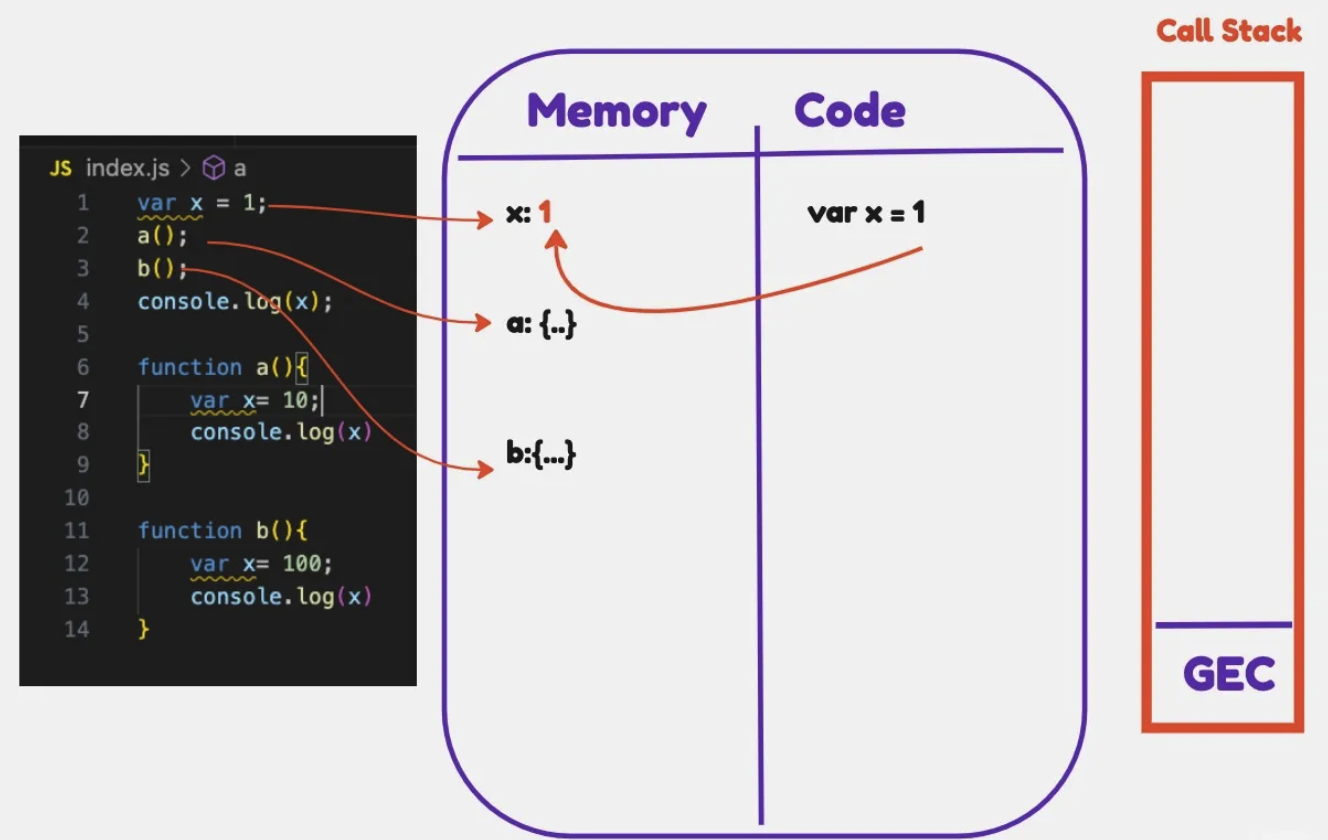 Call Stack
Memory Code
JS index.js > a
1 var x = 1;
2 a();
3 b();
4 console.log(x);
5
6 function a(){
7 var x= 10;
8 console.log(x)
9 }
10
11 function b(){
12 var x= 100;
13 console.log(x)
14 }
x: 1 var x = 1
a: {..}
b:{...}
GEC